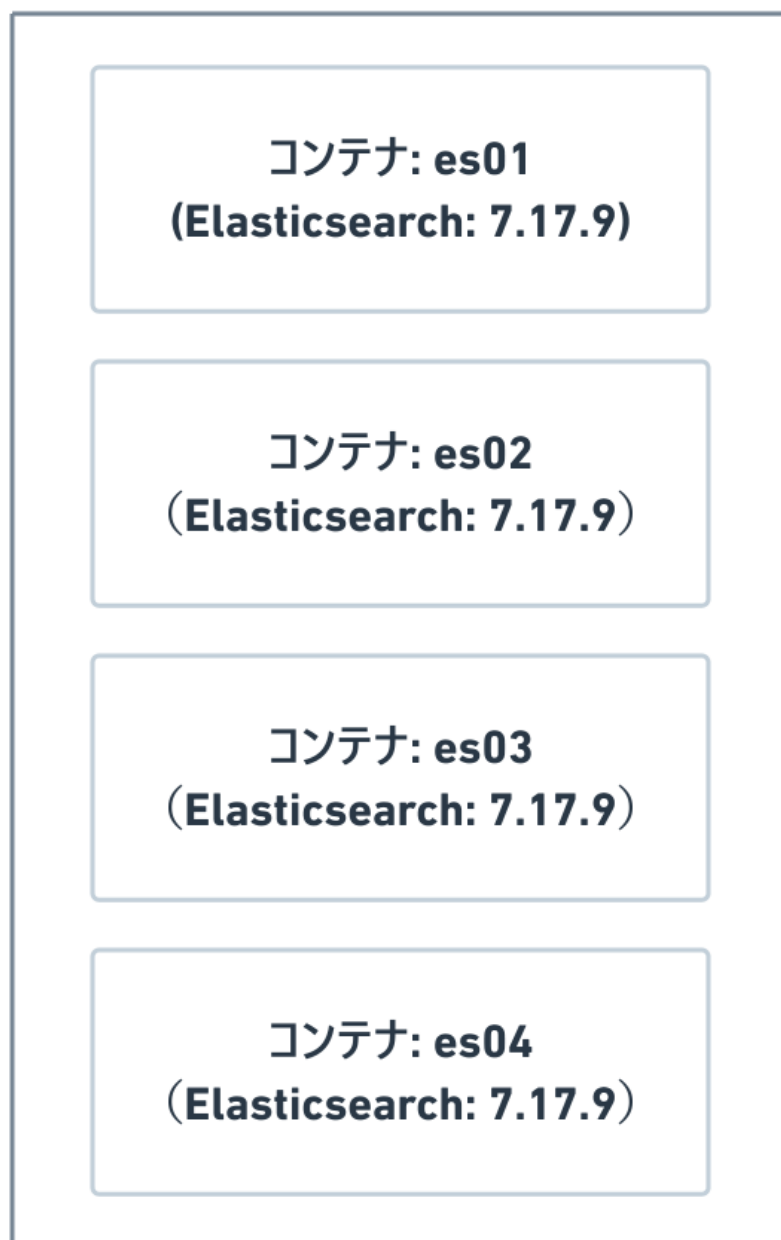 コンテナ: es01
(Elasticsearch: 7.17.9)
コンテナ: es02
（Elasticsearch: 7.17.9）
コンテナ: es03
（Elasticsearch: 7.17.9）
コンテナ: es04
（Elasticsearch: 7.17.9）